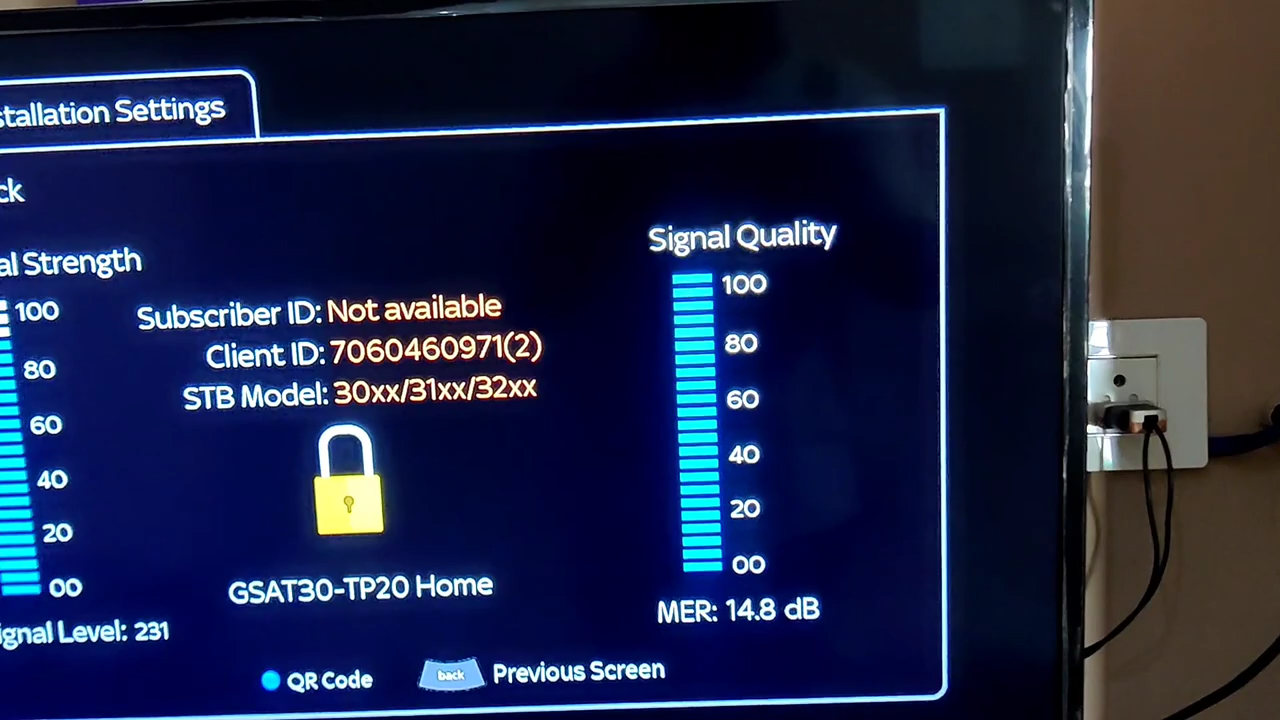 stallation Settings
ck
al Strength
100
80
60
40
20
00
ignal Level: 231
Subscriber ID: Not available
Client ID: 7060460971(2)
STB Model: 30xx/31xx/32xx
GSAT30-TP20 Home
Signal Quality
100
80
60
40
20
00
MER: 14.8 dB
QR Code
back Previous Screen